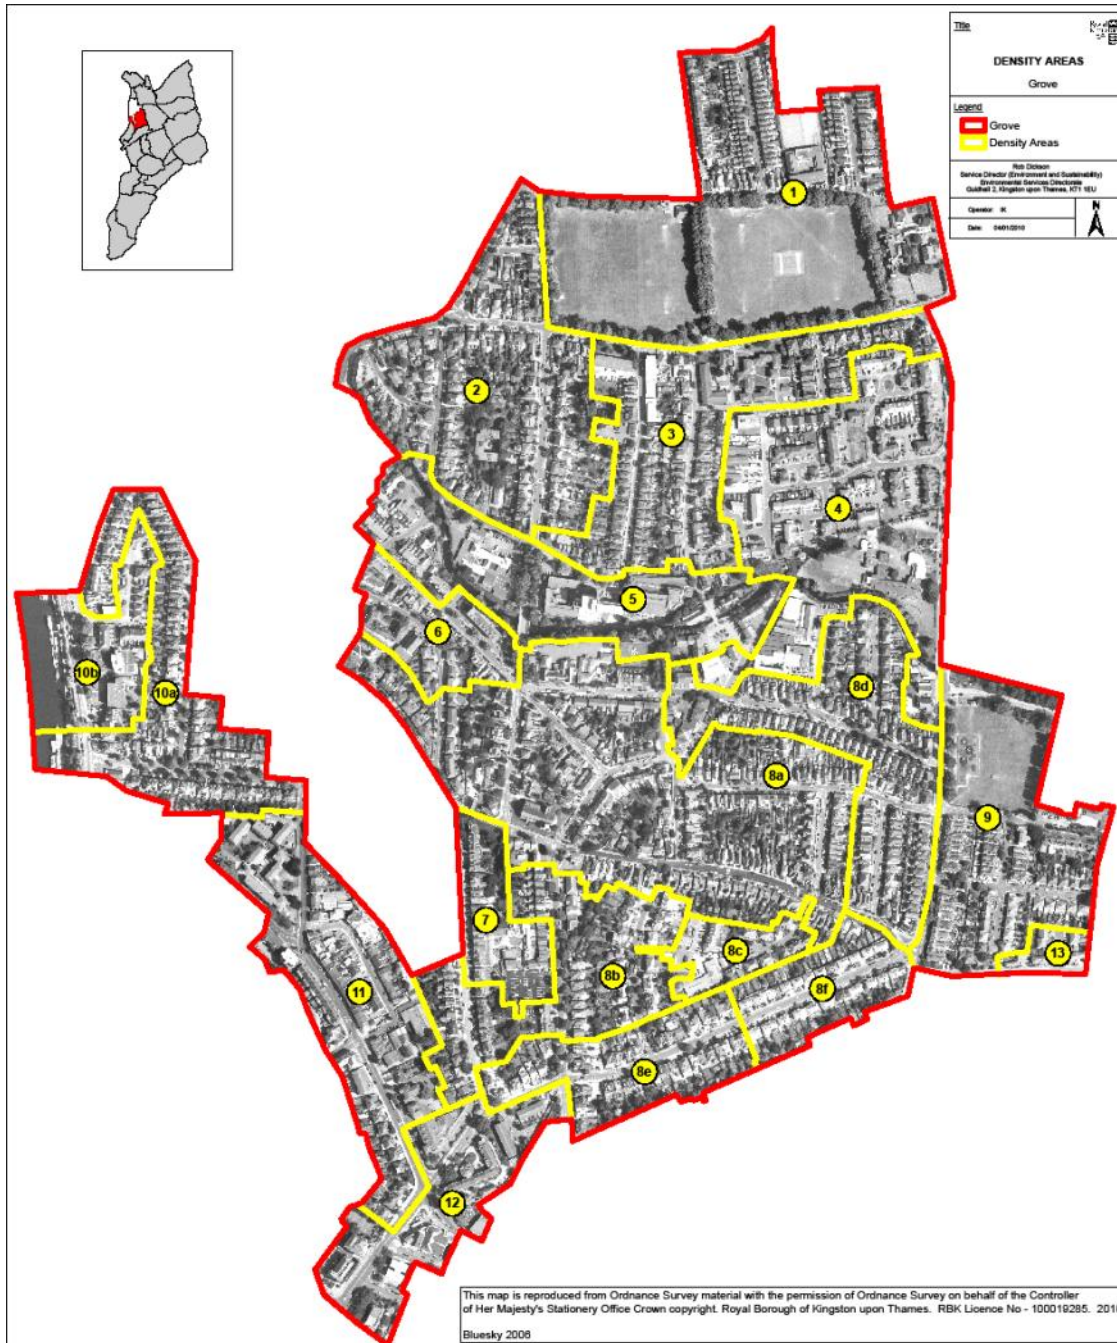 Title
DENSITY AREAS
Grove
Legend
Grove
Density Areas
Rob Dickson
Service Director (Environment and Sustainability)
Environmental Services Directorate
Guildhall 2, Kingston upon Thames, KT1 1EU
Operator: IK
Date: 04/01/2010
N
1
2
3
4
5
6
10b
10a
8d
8a
9
7
8b
8c
13
11
8f
8e
12
This map is reproduced from Ordnance Survey material with the permission of Ordnance Survey on behalf of the Controller
of Her Majesty's Stationery Office Crown copyright. Royal Borough of Kingston upon Thames. RBK Licence No - 100019285. 2010
Bluesky 2006